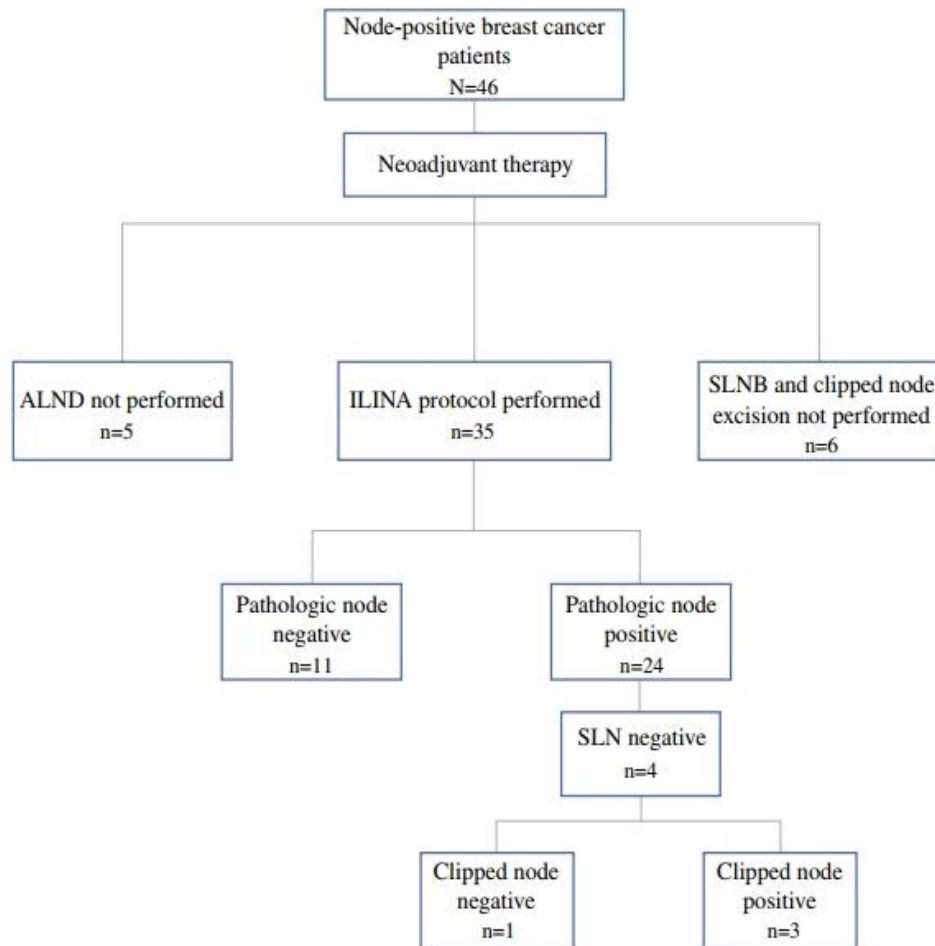 Node-positive breast cancer
patients
N=46
Neoadjuvant therapy
ALND not performed
n=5
ILINA protocol performed
n=35
SLNB and clipped node
excision not performed
n=6
Pathologic node
negative
n=11
Pathologic node
positive
n=24
SLN negative
n=4
Clipped node
negative
n=1
Clipped node
positive
n=3